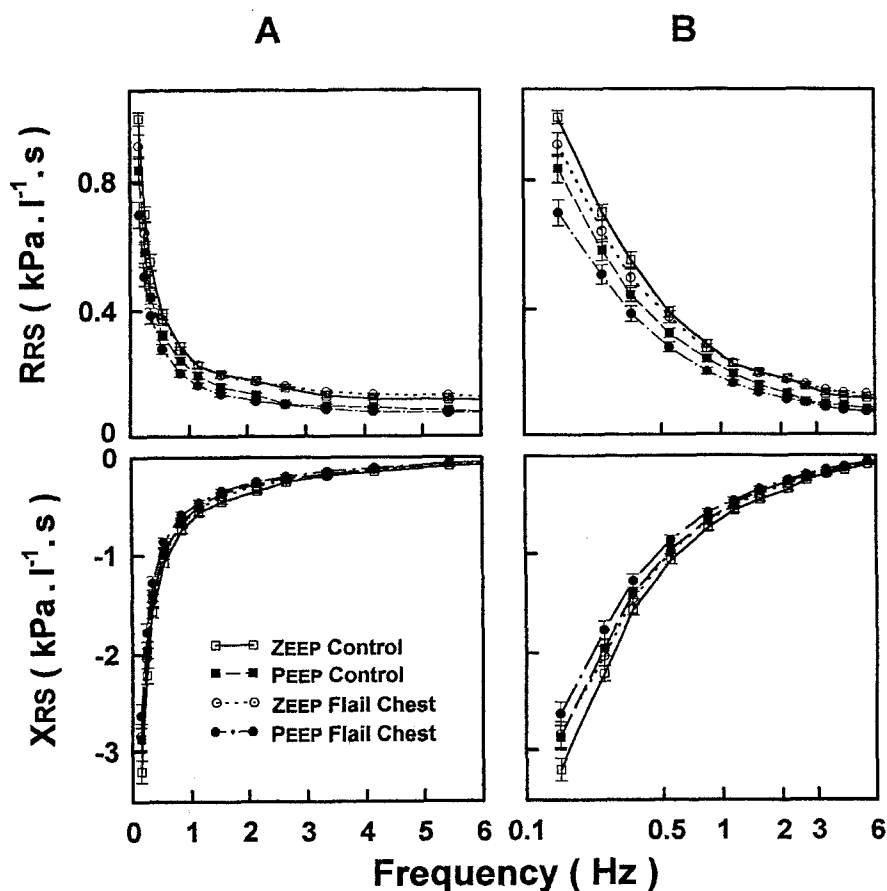 A
B
RRS ( kPa.l⁻¹.s )
0.8
0.4
0
XRS ( kPa.l⁻¹.s )
0
-1
-2
-3
ZEEP Control
PEEP Control
ZEEP Flail Chest
PEEP Flail Chest
0 1 2 3 4 5 6
0.1 0.5 1 2 3 6
Frequency ( Hz )